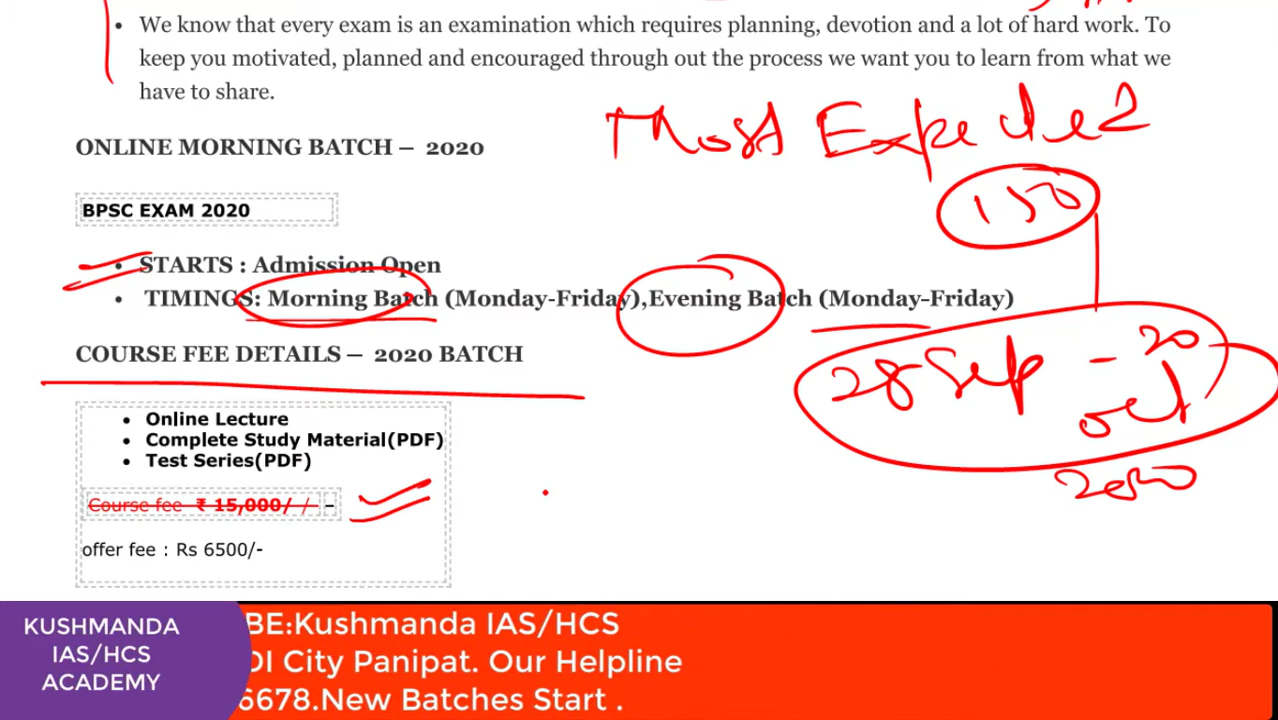 We know that every exam is an examination which requires planning, devotion and a lot of hard work. To
keep you motivated, planned and encouraged through out the process we want you to learn from what we
have to share.
Most Expected
ONLINE MORNING BATCH – 2020
150
BPSC EXAM 2020
STARTS : Admission Open
TIMINGS: Morning Batch (Monday-Friday),Evening Batch (Monday-Friday)
COURSE FEE DETAILS – 2020 BATCH
28 Sep - 20
oct
Online Lecture
Complete Study Material(PDF)
Test Series(PDF)
Course fee ₹ 15,000/ / –
offer fee : Rs 6500/-
KUSHMANDA
IAS/HCS
ACADEMY
BE:Kushmanda IAS/HCS
DI City Panipat. Our Helpline
6678.New Batches Start .